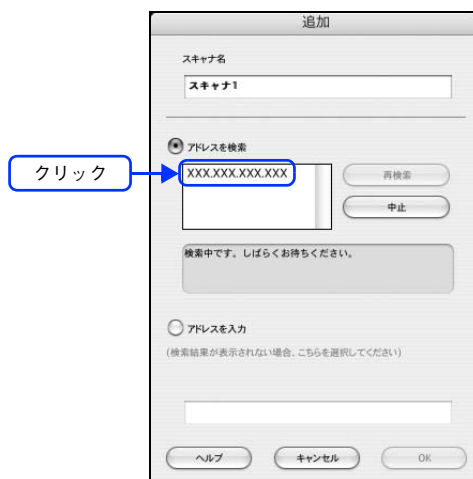 追加
スキャナ名
スキャナ1
アドレスを検索
クリック
XXX.XXX.XXX.XXX
再検索
中止
検索中です。しばらくお待ちください。
アドレスを入力
(検索結果が表示されない場合、こちらを選択してください)
ヘルプ
キャンセル
OK